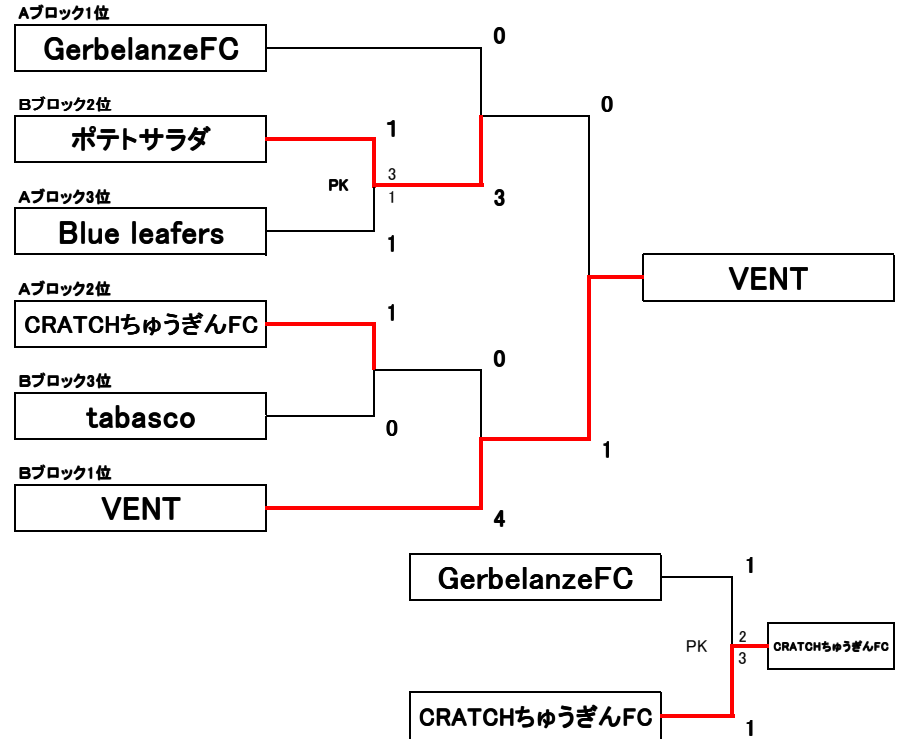 Aブロック1位
GerbelanzeFC
0
Bブロック2位
ポテトサラダ
1
0
PK
3
1
Aブロック3位
Blue leafers
1
3
VENT
Aブロック2位
CRATCHちゅうぎんFC
1
0
Bブロック3位
tabasco
0
1
Bブロック1位
VENT
4
GerbelanzeFC
1
PK
2
3
CRATCHちゅうぎんFC
CRATCHちゅうぎんFC
1